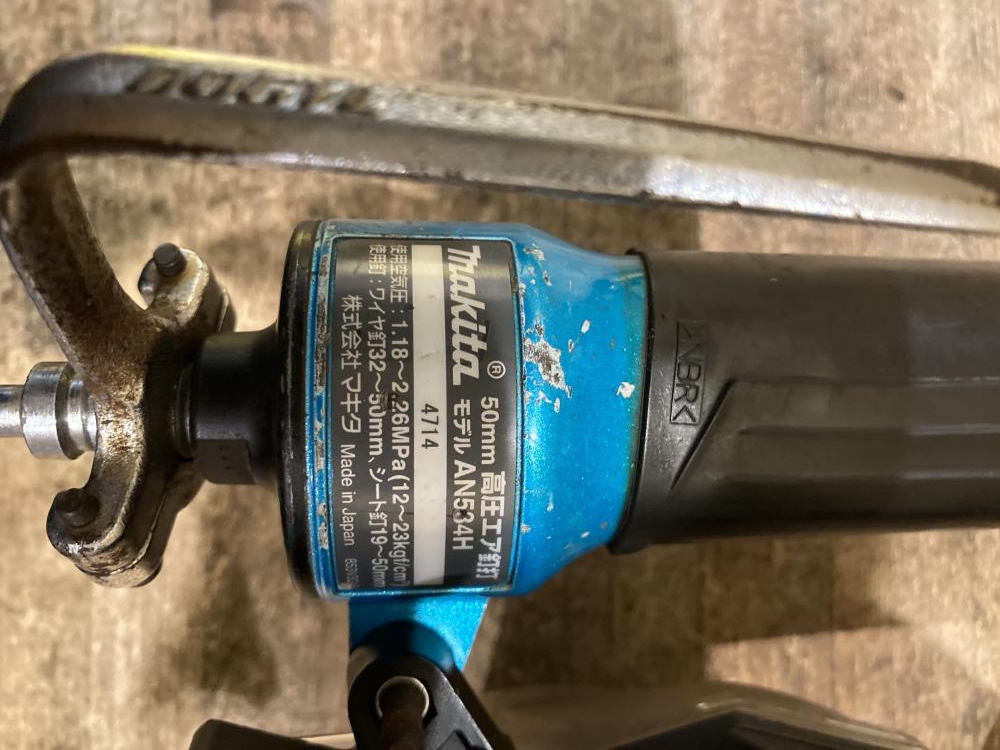 makita
Makita® 50mm 高圧エア釘打
モデル AN534H
4714
使用空気圧：1.18～2.26MPa(12～23kgf/cm²)
使用釘：ワイヤ釘32～50mm、シート釘19～50mm
株式会社 マキタ Made in Japan
>NBR<